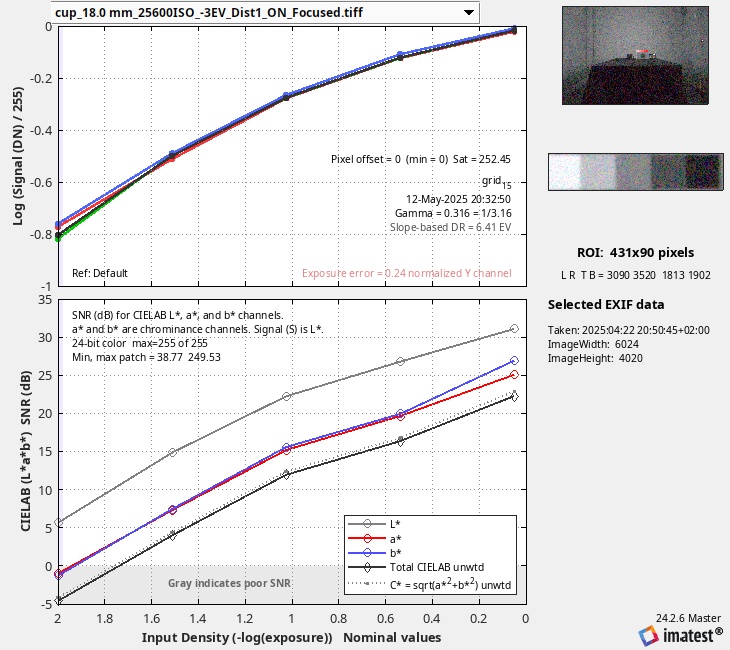 cup_18.0 mm_25600ISO_-3EV_Dist1_ON_Focused.tiff
0
-0.2
-0.4
-0.6
-0.8
-1
Log (Signal (DN) / 255)
Pixel offset = 0 (min = 0) Sat = 252.45
grid_15
12-May-2025 20:32:50
Gamma = 0.316 = 1/3.16
Slope-based DR = 6.41 EV
Ref: Default
Exposure error = 0.24 normalized Y channel
ROI: 431x90 pixels
L R T B = 3090 3520 1813 1902
Selected EXIF data
Taken: 2025:04:22 20:50:45+02:00
ImageWidth: 6024
ImageHeight: 4020
35
30
25
20
15
10
5
0
-5
CIELAB (L*a*b*) SNR (dB)
SNR (dB) for CIELAB L*, a*, and b* channels.
a* and b* are chrominance channels. Signal (S) is L*.
24-bit color max=255 of 255
Min, max patch = 38.77 249.53
L*
a*
b*
Total CIELAB unwtd
C* = sqrt(a*2+b*2) unwtd
Gray indicates poor SNR
2 1.8 1.6 1.4 1.2 1 0.8 0.6 0.4 0.2 0
Input Density (-log(exposure)) Nominal values
24.2.6 Master
imatest®